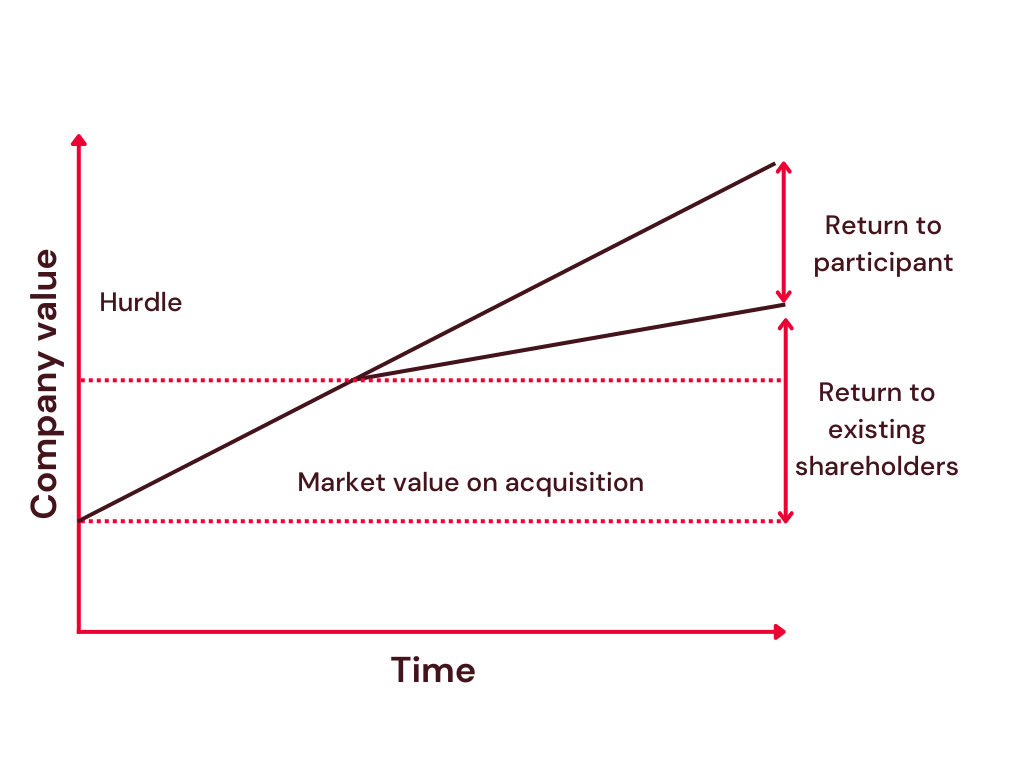 Company value
Hurdle
Return to
participant
Return to
existing
shareholders
Market value on acquisition
Time